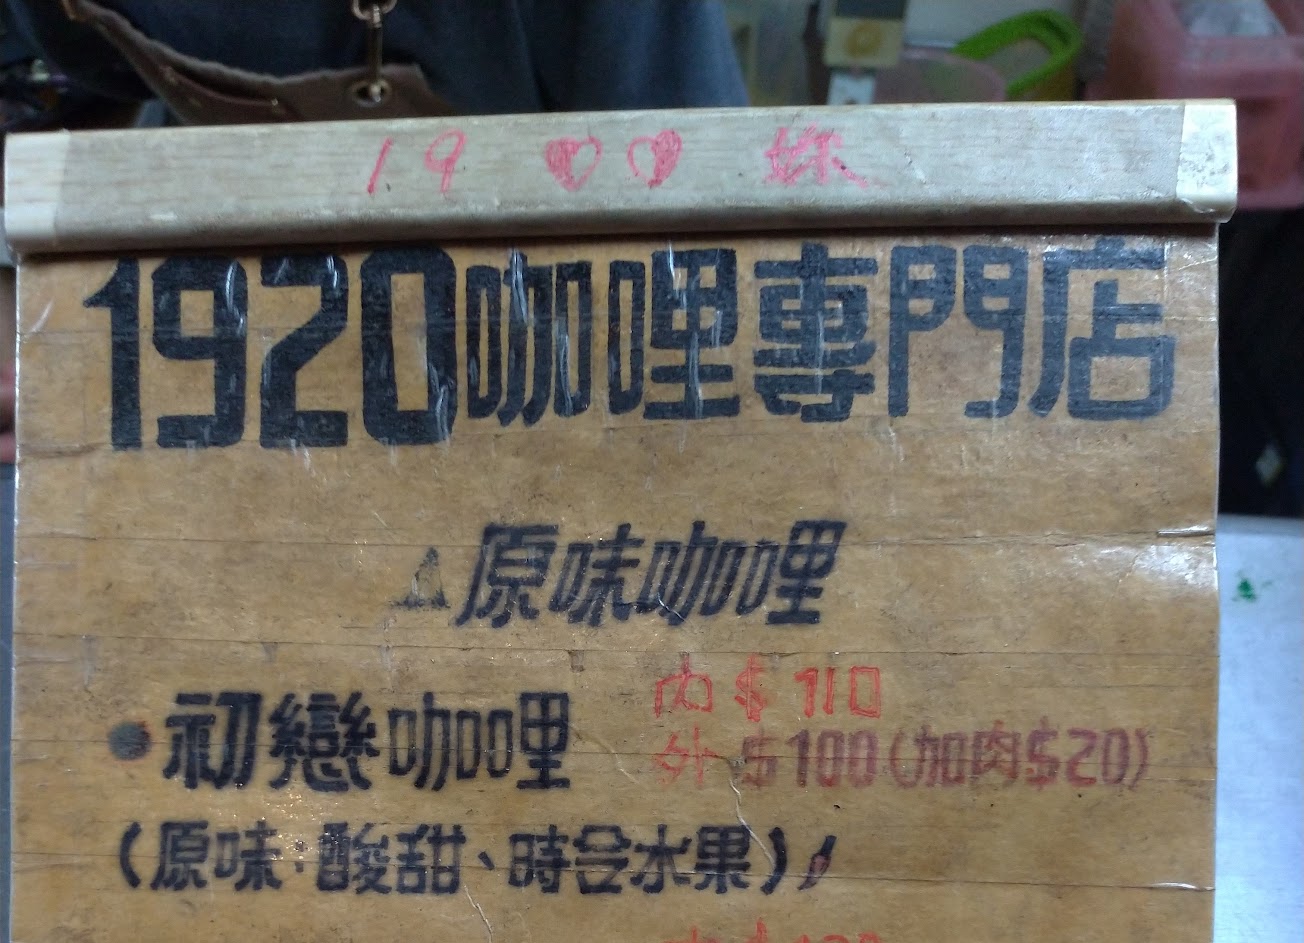 19 ♥♥ 妳
1920咖哩專門店
▲原味咖哩
●初戀咖哩 內$110
外$100(加肉$20)
(原味、酸甜、時令水果)